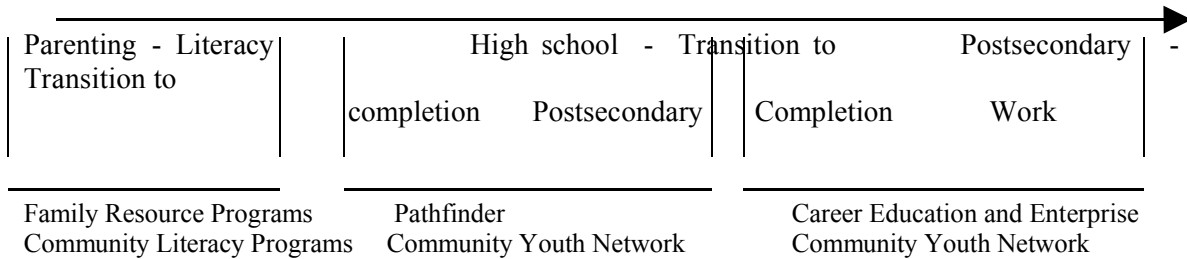 Parenting - Literacy High school - Transition to Postsecondary -
Transition to
completion Postsecondary Completion Work
Family Resource Programs Pathfinder Career Education and Enterprise
Community Literacy Programs Community Youth Network Community Youth Network